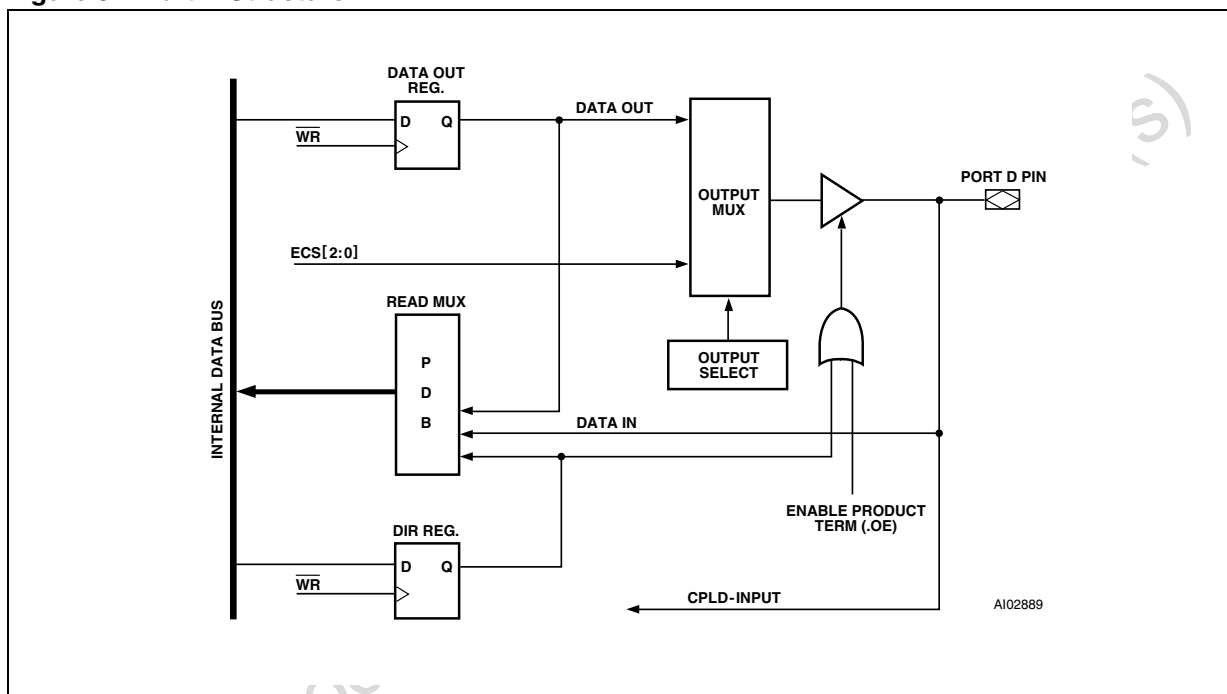 DATA OUT
REG.
D Q
WR
DATA OUT
OUTPUT
MUX
PORT D PIN
ECS[2:0]
READ MUX
P
D
B
OUTPUT
SELECT
INTERNAL DATA BUS
DATA IN
ENABLE PRODUCT
TERM (.OE)
DIR REG.
D Q
WR
CPLD-INPUT
AI02889